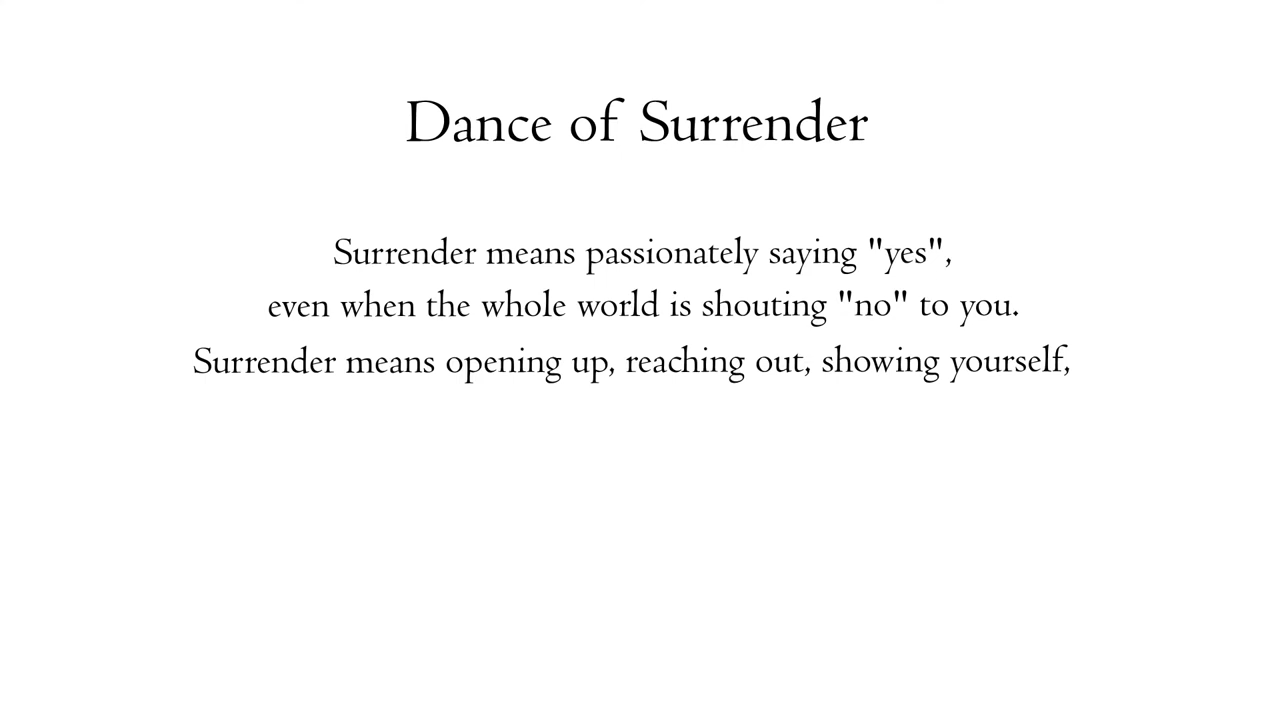 Dance of Surrender
Surrender means passionately saying "yes",
even when the whole world is shouting "no" to you.
Surrender means opening up, reaching out, showing yourself,